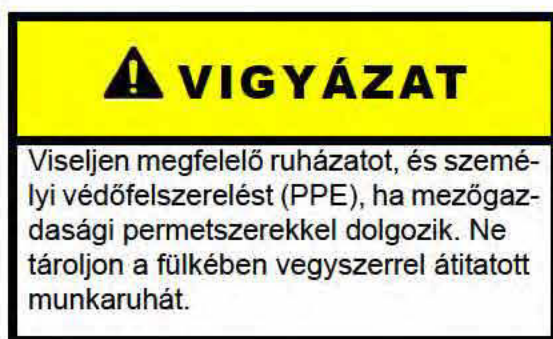 VIGYÁZAT
Viseljen megfelelő ruházatot, és szemé-
lyi védőfelszerelést (PPE), ha mezőgaz-
dasági permetszerekkel dolgozik. Ne
tároljon a fülkében vegyszerrel átitatott
munkaruhát.